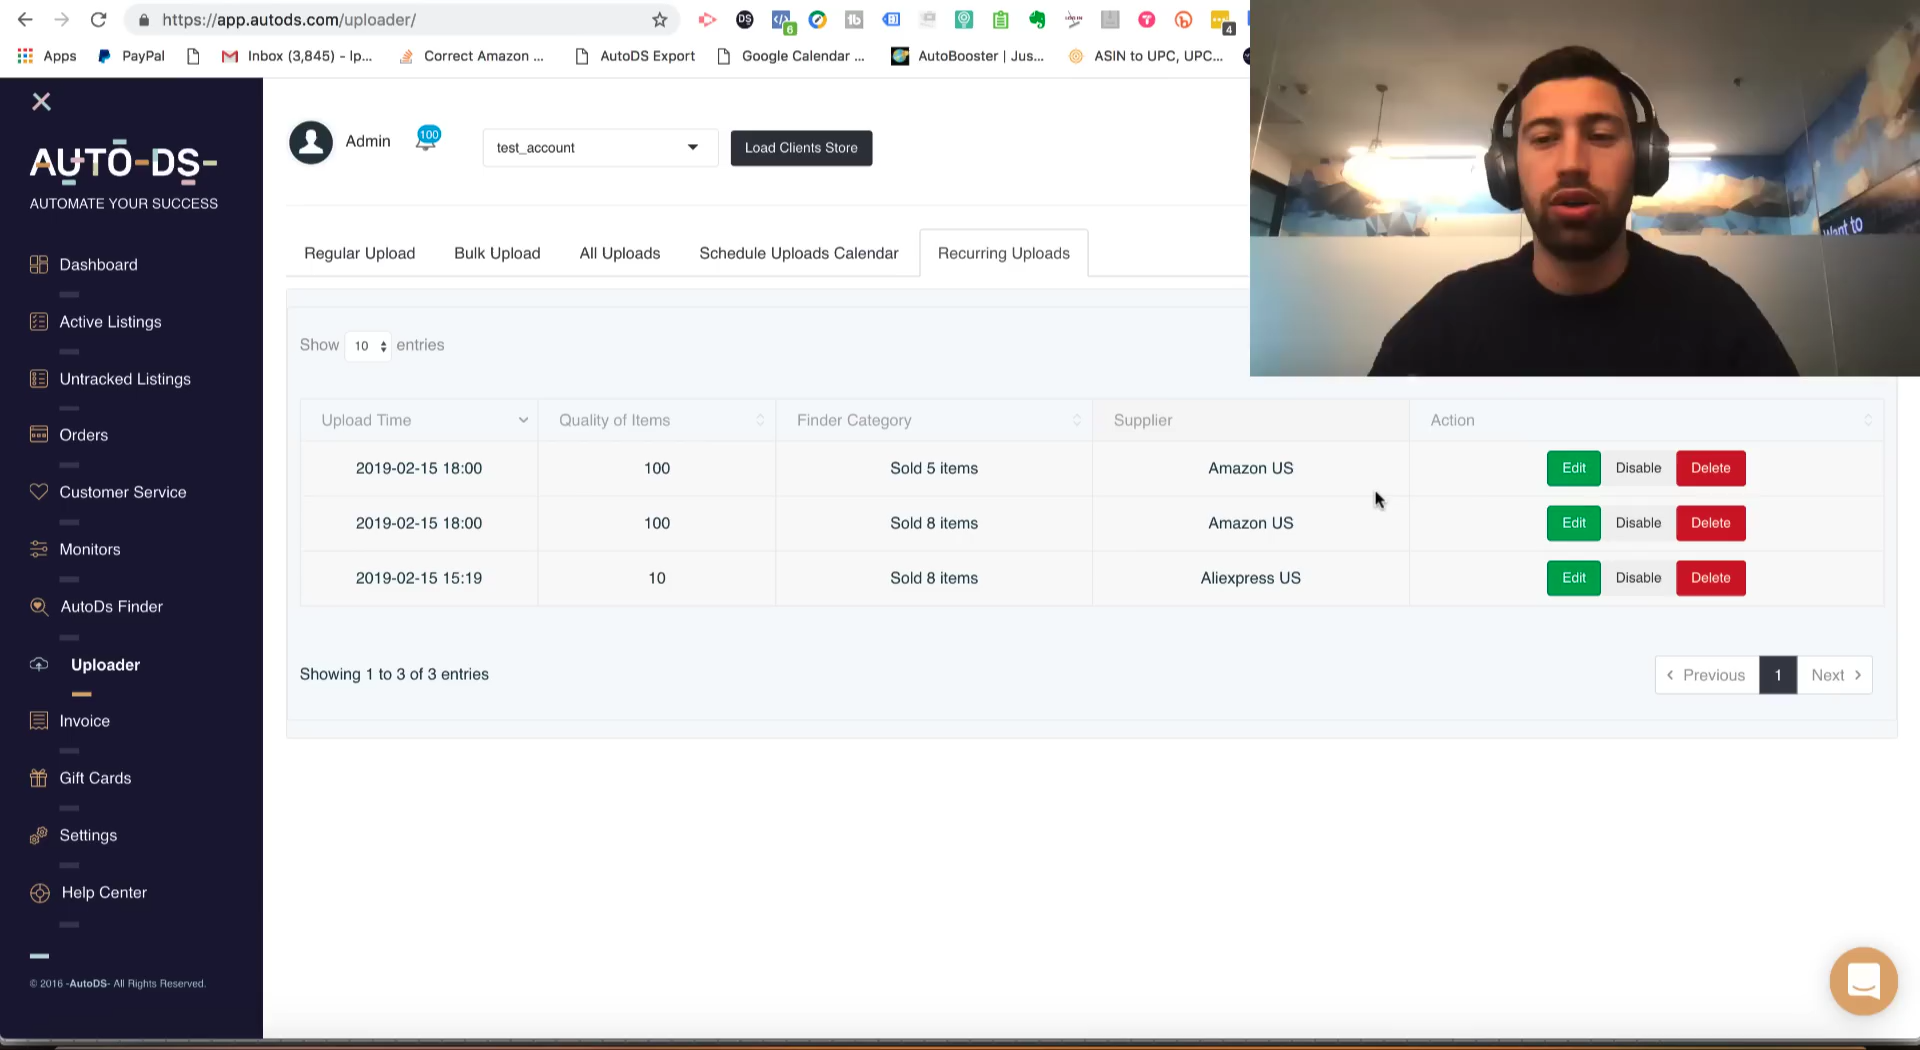 https://app.autods.com/uploader/
DS
6
tb
4
Apps
PayPal
Inbox (3,845) - Ip...
Correct Amazon ...
AutoDS Export
Google Calendar ...
AutoBooster | Jus...
ASIN to UPC, UPC...
AUTO-DS-
AUTOMATE YOUR SUCCESS
Dashboard
Active Listings
Untracked Listings
Orders
Customer Service
Monitors
AutoDs Finder
Uploader
Invoice
Gift Cards
Settings
Help Center
© 2016 -AutoDS- All Rights Reserved.
Admin
100
test_account
Load Clients Store
Regular Upload
Bulk Upload
All Uploads
Schedule Uploads Calendar
Recurring Uploads
Show 10 entries
Upload Time Quality of Items Finder Category Supplier Action
2019-02-15 18:00 100 Sold 5 items Amazon US Edit Disable Delete
2019-02-15 18:00 100 Sold 8 items Amazon US Edit Disable Delete
2019-02-15 15:19 10 Sold 8 items Aliexpress US Edit Disable Delete
Showing 1 to 3 of 3 entries
Previous 1 Next
Want to